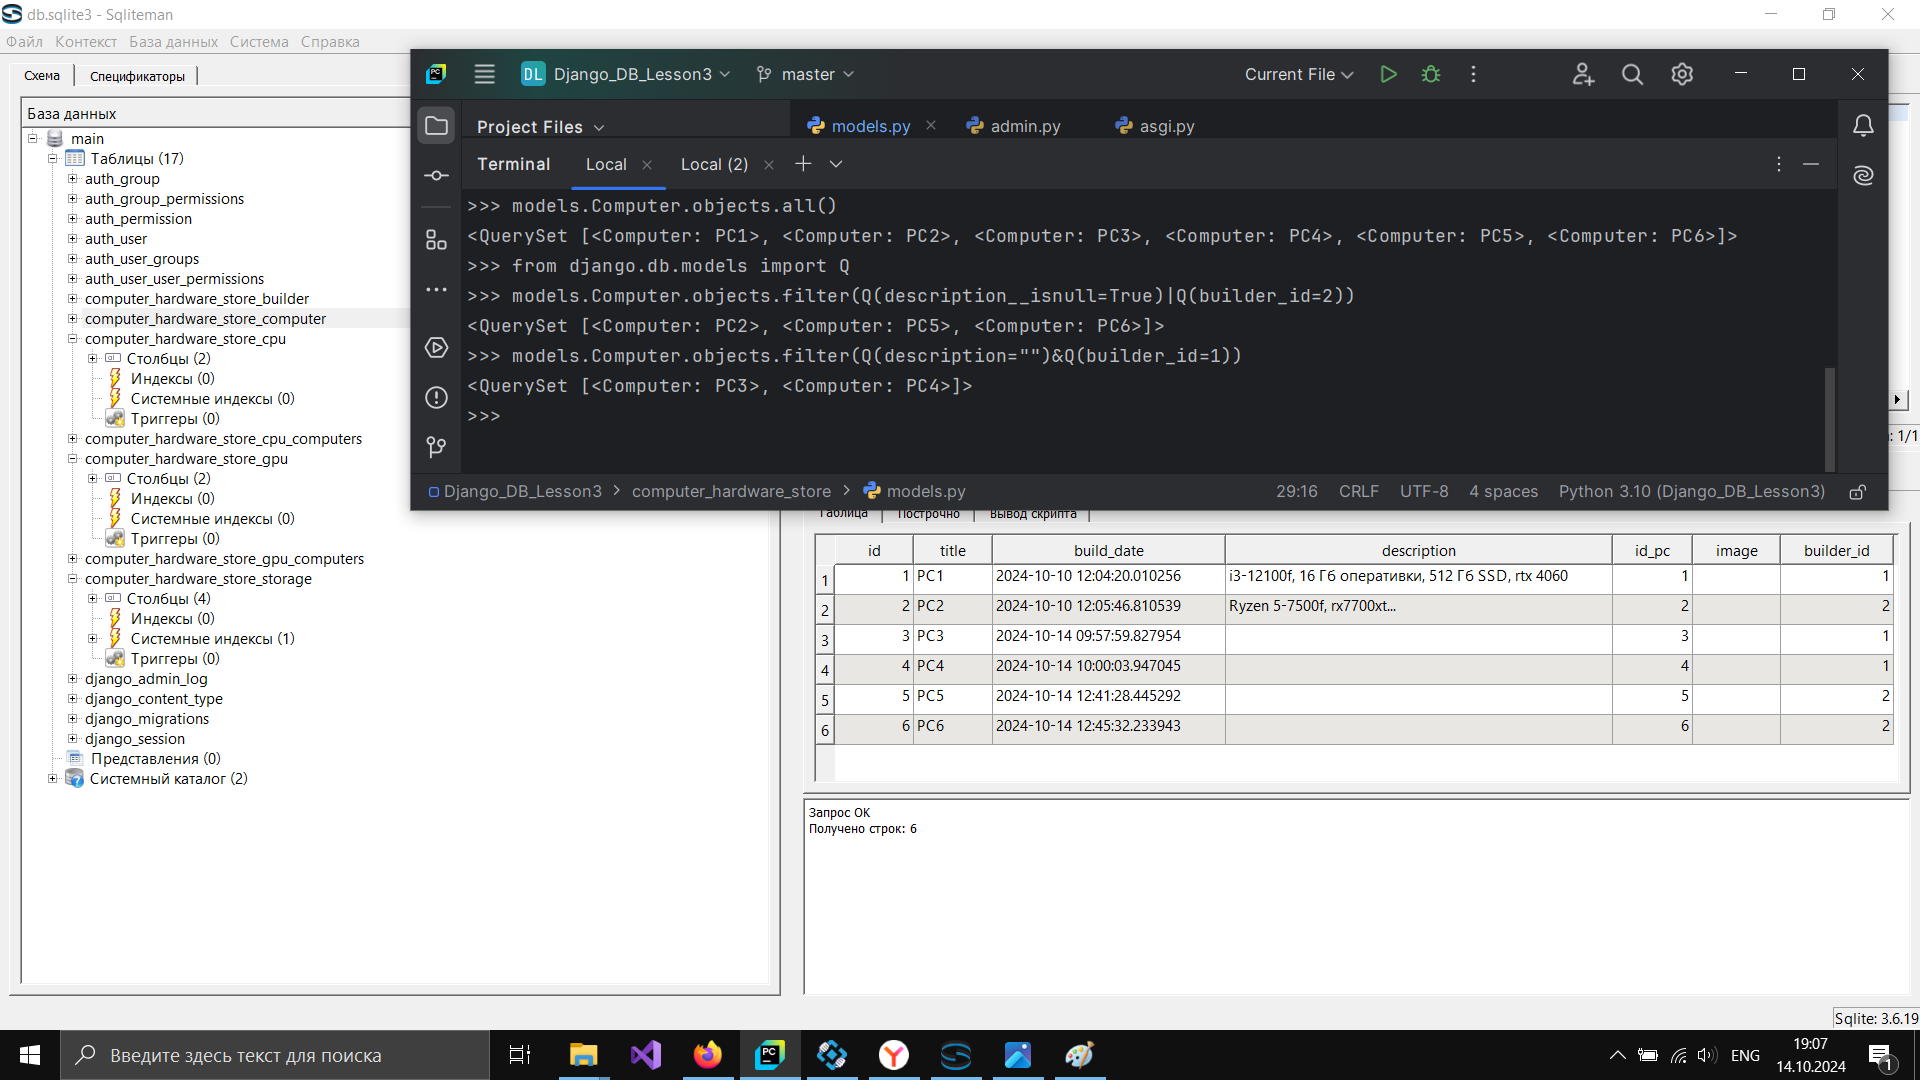 db.sqlite3 - Sqliteman
Файл Контекст База данных Система Справка
Схема Спецификаторы
База данных
main
Таблицы (17)
auth_group
auth_group_permissions
auth_permission
auth_user
auth_user_groups
auth_user_user_permissions
computer_hardware_store_builder
computer_hardware_store_computer
computer_hardware_store_cpu
Столбцы (2)
Индексы (0)
Системные индексы (0)
Триггеры (0)
computer_hardware_store_cpu_computers
computer_hardware_store_gpu
Столбцы (2)
Индексы (0)
Системные индексы (0)
Триггеры (0)
computer_hardware_store_gpu_computers
computer_hardware_store_storage
Столбцы (4)
Индексы (0)
Системные индексы (1)
Триггеры (0)
django_admin_log
django_content_type
django_migrations
django_session
Представления (0)
Системный каталог (2)
PC DL Django_DB_Lesson3 master Current File
Project Files models.py admin.py asgi.py
Terminal Local Local (2)
>>> models.Computer.objects.all()
<QuerySet [<Computer: PC1>, <Computer: PC2>, <Computer: PC3>, <Computer: PC4>, <Computer: PC5>, <Computer: PC6>]>
>>> from django.db.models import Q
>>> models.Computer.objects.filter(Q(description__isnull=True)|Q(builder_id=2))
<QuerySet [<Computer: PC2>, <Computer: PC5>, <Computer: PC6>]>
>>> models.Computer.objects.filter(Q(description="")&Q(builder_id=1))
<QuerySet [<Computer: PC3>, <Computer: PC4>]>
>>>
Django_DB_Lesson3 > computer_hardware_store > models.py 29:16 CRLF UTF-8 4 spaces Python 3.10 (Django_DB_Lesson3)
: 1/1
Таблица Построчно Вывод скрипта
id title build_date description id_pc image builder_id
1 1 PC1 2024-10-10 12:04:20.010256 i3-12100f, 16 Гб оперативки, 512 Гб SSD, rtx 4060 1 1
2 2 PC2 2024-10-10 12:05:46.810539 Ryzen 5-7500f, rx7700xt... 2 2
3 3 PC3 2024-10-14 09:57:59.827954 3 1
4 4 PC4 2024-10-14 10:00:03.947045 4 1
5 5 PC5 2024-10-14 12:41:28.445292 5 2
6 6 PC6 2024-10-14 12:45:32.233943 6 2
Запрос OK
Получено строк: 6
Sqlite: 3.6.19
Введите здесь текст для поиска
PC
ENG
19:07
14.10.2024
1